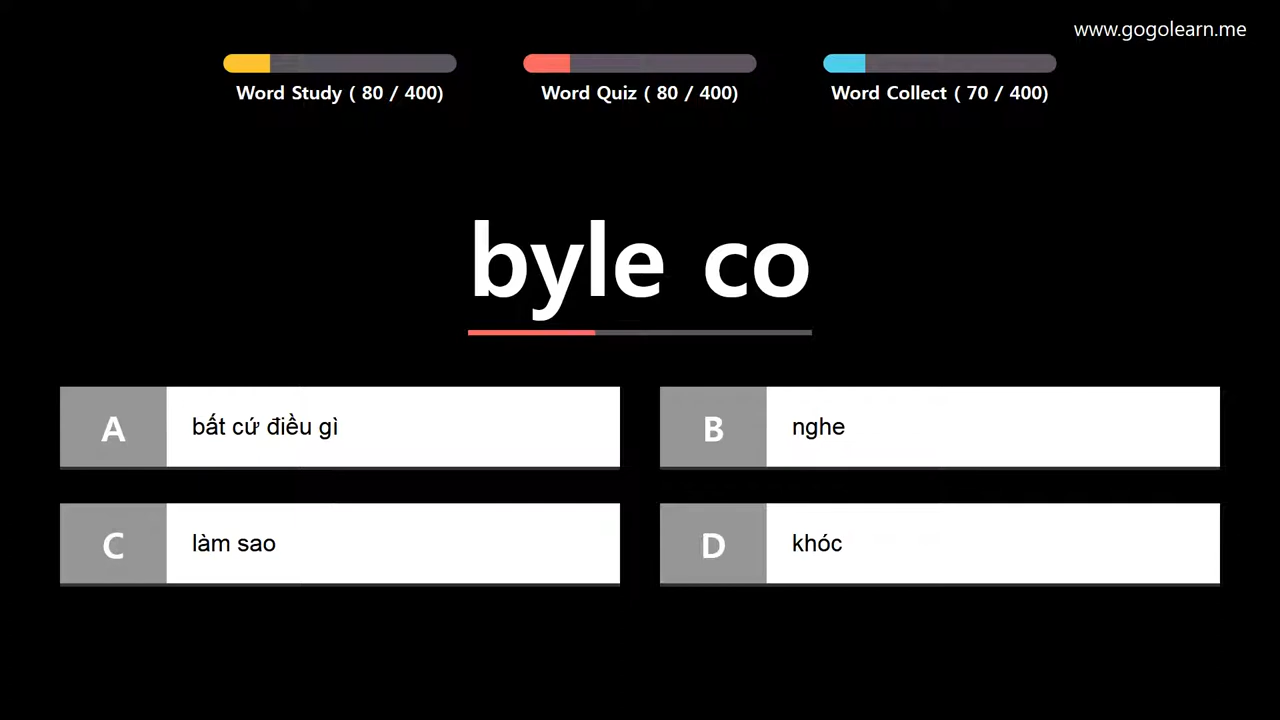 www.gogolearn.me
Word Study ( 80 / 400)
Word Quiz ( 80 / 400)
Word Collect ( 70 / 400)
byle co
A bất cứ điều gì
B nghe
C làm sao
D khóc